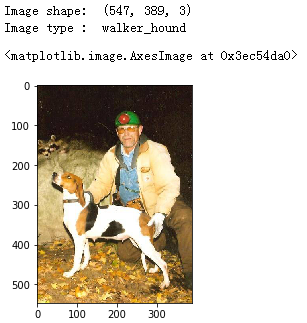 Image shape:  (547, 389, 3)
Image type :  walker_hound
<matplotlib.image.AxesImage at 0x3ec54da0>
0
100
200
300
400
500
0 100 200 300